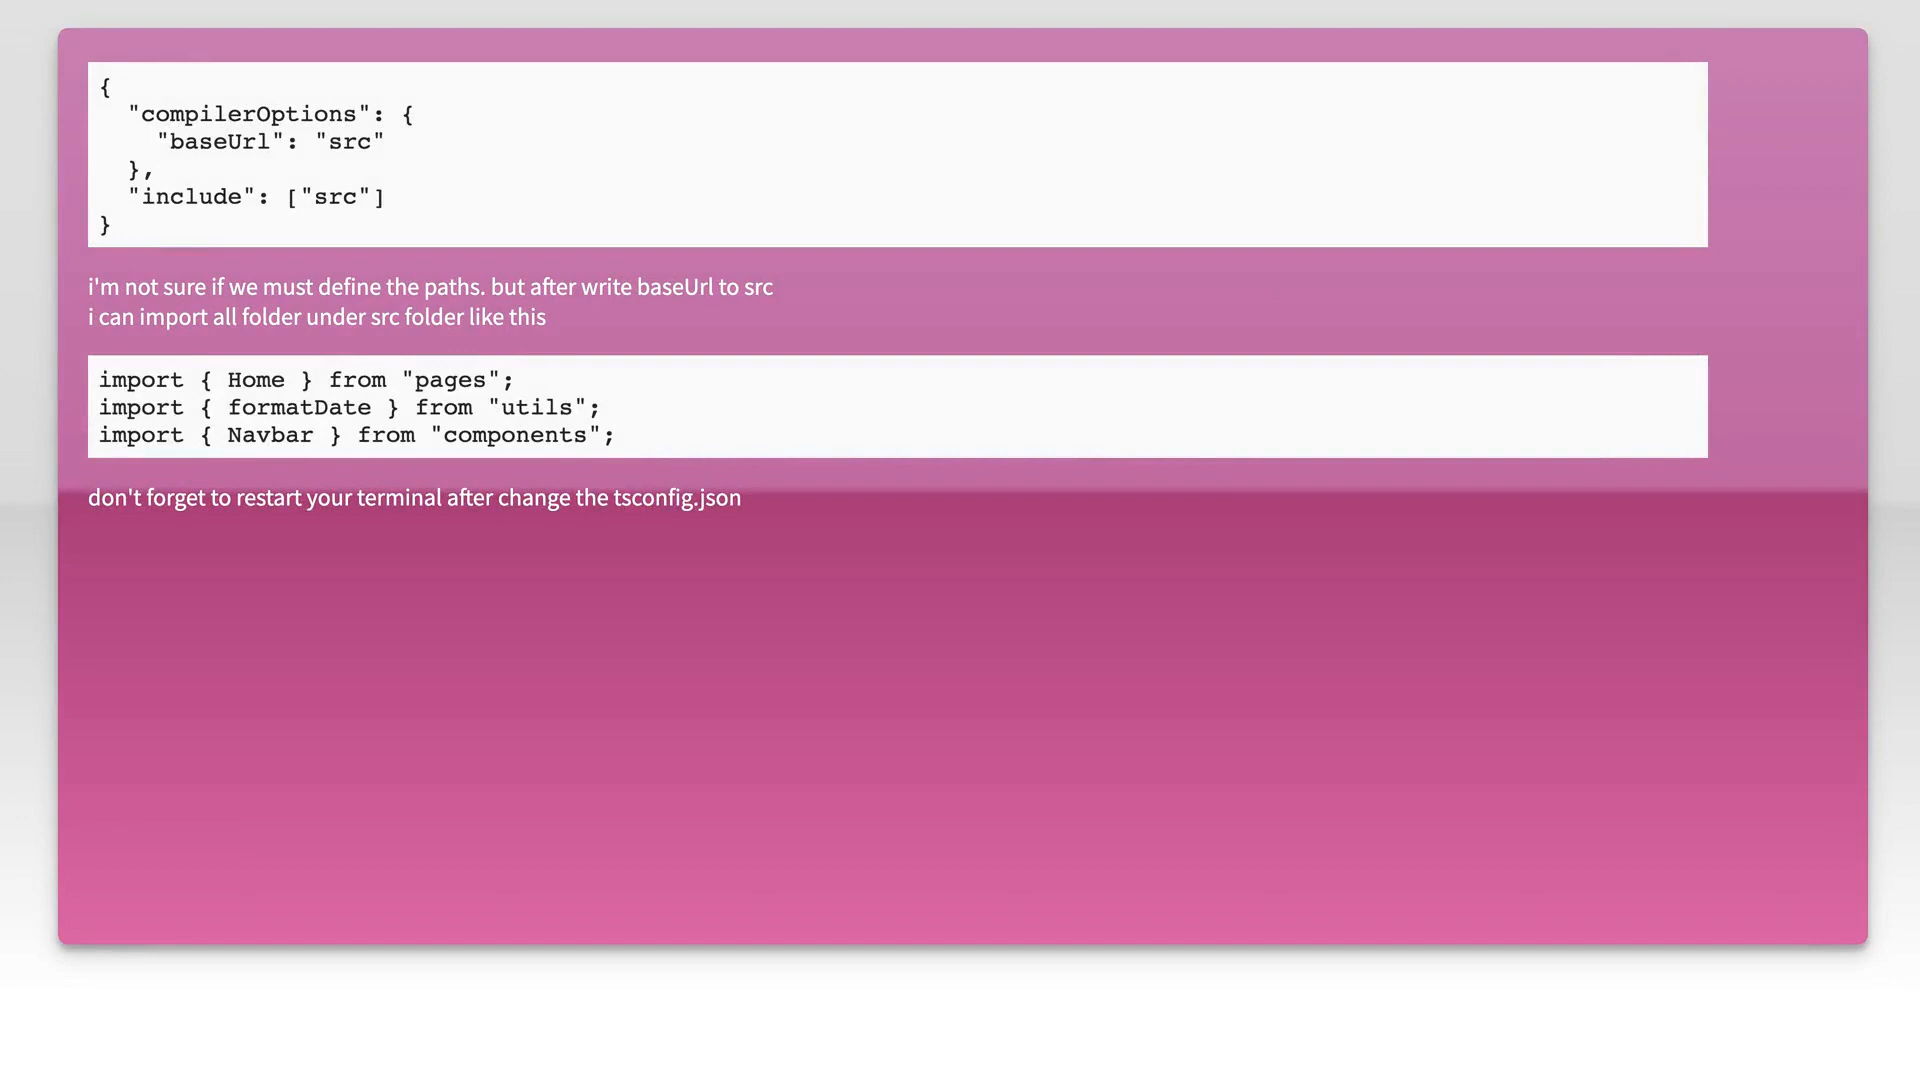 {
  "compilerOptions": {
    "baseUrl": "src"
  },
  "include": ["src"]
}
i'm not sure if we must define the paths. but after write baseUrl to src
i can import all folder under src folder like this
import { Home } from "pages";
import { formatDate } from "utils";
import { Navbar } from "components";
don't forget to restart your terminal after change the tsconfig.json